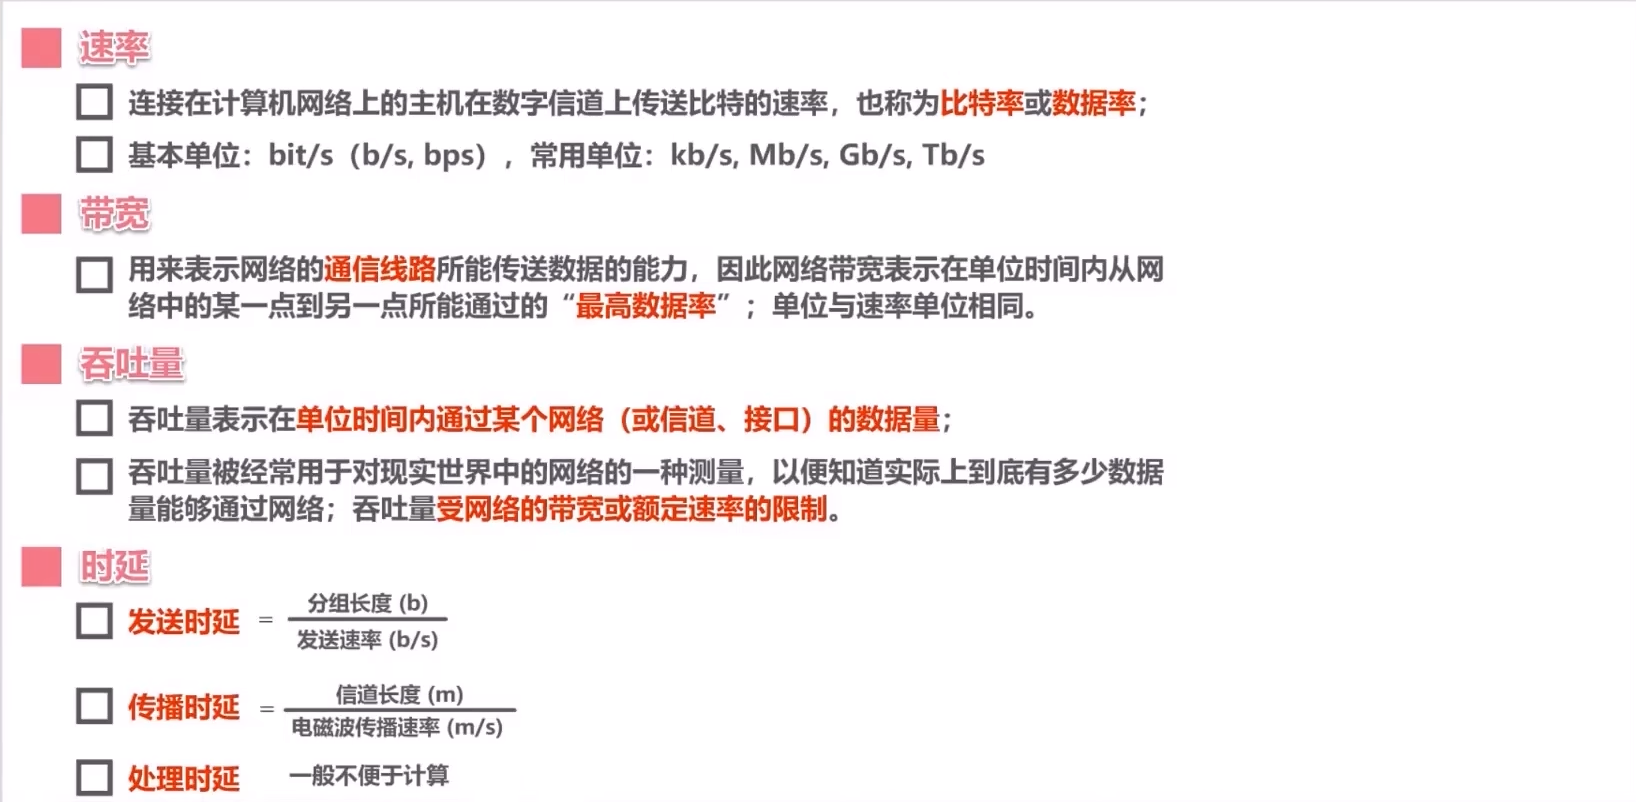 速率
连接在计算机网络上的主机在数字信道上传送比特的速率，也称为比特率或数据率；
基本单位：bit/s（b/s, bps），常用单位：kb/s, Mb/s, Gb/s, Tb/s
带宽
用来表示网络的通信线路所能传送数据的能力，因此网络带宽表示在单位时间内从网
络中的某一点到另一点所能通过的“最高数据率”；单位与速率单位相同。
吞吐量
吞吐量表示在单位时间内通过某个网络（或信道、接口）的数据量；
吞吐量被经常用于对现实世界中的网络的一种测量，以便知道实际上到底有多少数据
量能够通过网络；吞吐量受网络的带宽或额定速率的限制。
时延
发送时延 =
分组长度 (b)
发送速率 (b/s)
传播时延 =
信道长度 (m)
电磁波传播速率 (m/s)
处理时延 一般不便于计算